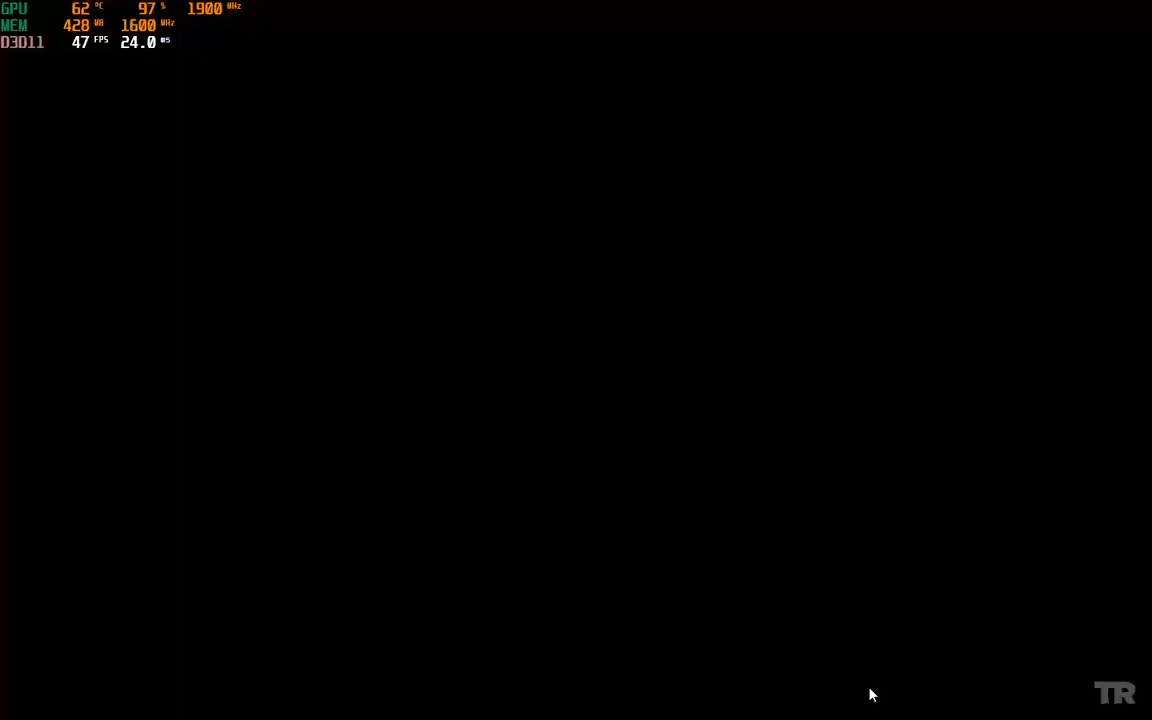 GPU 62 °C 97 % 1900 MHz
MEM 428 MB 1600 MHz
D3D11 47 FPS 24.0 ms
TR